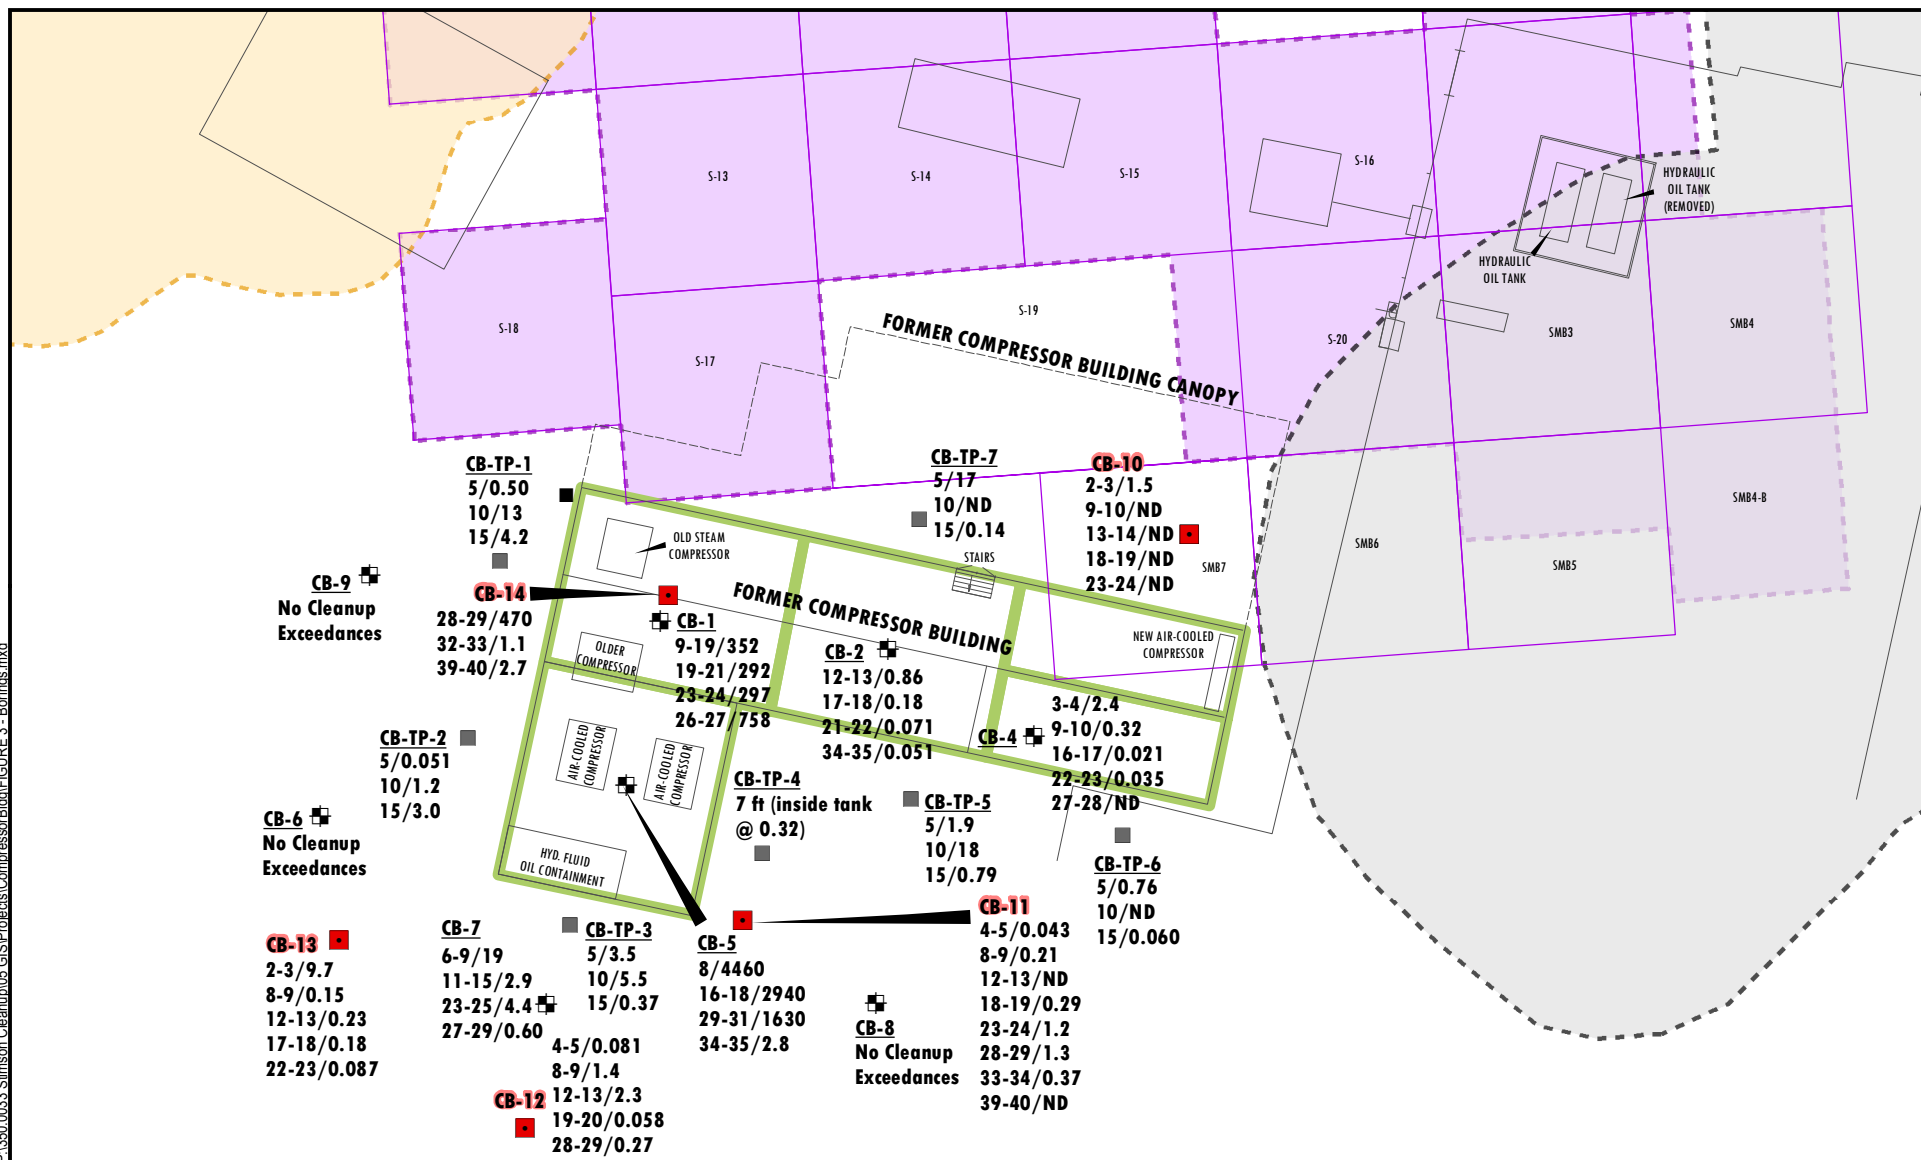 S-13
S-14
S-15
S-16
HYDRAULIC
OIL TANK
(REMOVED)
HYDRAULIC
OIL TANK
S-18
S-17
S-19
S-20
SMB3
SMB4
FORMER COMPRESSOR BUILDING CANOPY
SMB4-B
SMB6
SMB5
SMB7
CB-TP-1
5/0.50
10/13
15/4.2
CB-TP-7
5/17
10/ND
15/0.14
CB-10
2-3/1.5
9-10/ND
13-14/ND
18-19/ND
23-24/ND
OLD STEAM
COMPRESSOR
STAIRS
CB-9
No Cleanup
Exceedances
CB-14
28-29/470
32-33/1.1
39-40/2.7
FORMER COMPRESSOR BUILDING
CB-1
9-19/352
19-21/292
23-24/297
26-27/758
OLDER
COMPRESSOR
CB-2
12-13/0.86
17-18/0.18
21-22/0.071
34-35/0.051
NEW AIR-COOLED
COMPRESSOR
CB-4
3-4/2.4
9-10/0.32
16-17/0.021
22-23/0.035
27-28/ND
CB-TP-2
5/0.051
10/1.2
15/3.0
AIR-COOLED
COMPRESSOR
AIR-COOLED
COMPRESSOR
CB-TP-4
7 ft (inside tank
@ 0.32)
CB-TP-5
5/1.9
10/18
15/0.79
CB-6
No Cleanup
Exceedances
HYD. FLUID
OIL CONTAINMENT
CB-TP-6
5/0.76
10/ND
15/0.060
CB-13
2-3/9.7
8-9/0.15
12-13/0.23
17-18/0.18
22-23/0.087
CB-7
6-9/19
11-15/2.9
23-25/4.4
27-29/0.60
CB-TP-3
5/3.5
10/5.5
15/0.37
CB-5
8/4460
16-18/2940
29-31/1630
34-35/2.8
CB-11
4-5/0.043
8-9/0.21
12-13/ND
18-19/0.29
23-24/1.2
28-29/1.3
33-34/0.37
39-40/ND
CB-8
No Cleanup
Exceedances
CB-12
4-5/0.081
8-9/1.4
12-13/2.3
19-20/0.058
28-29/0.27